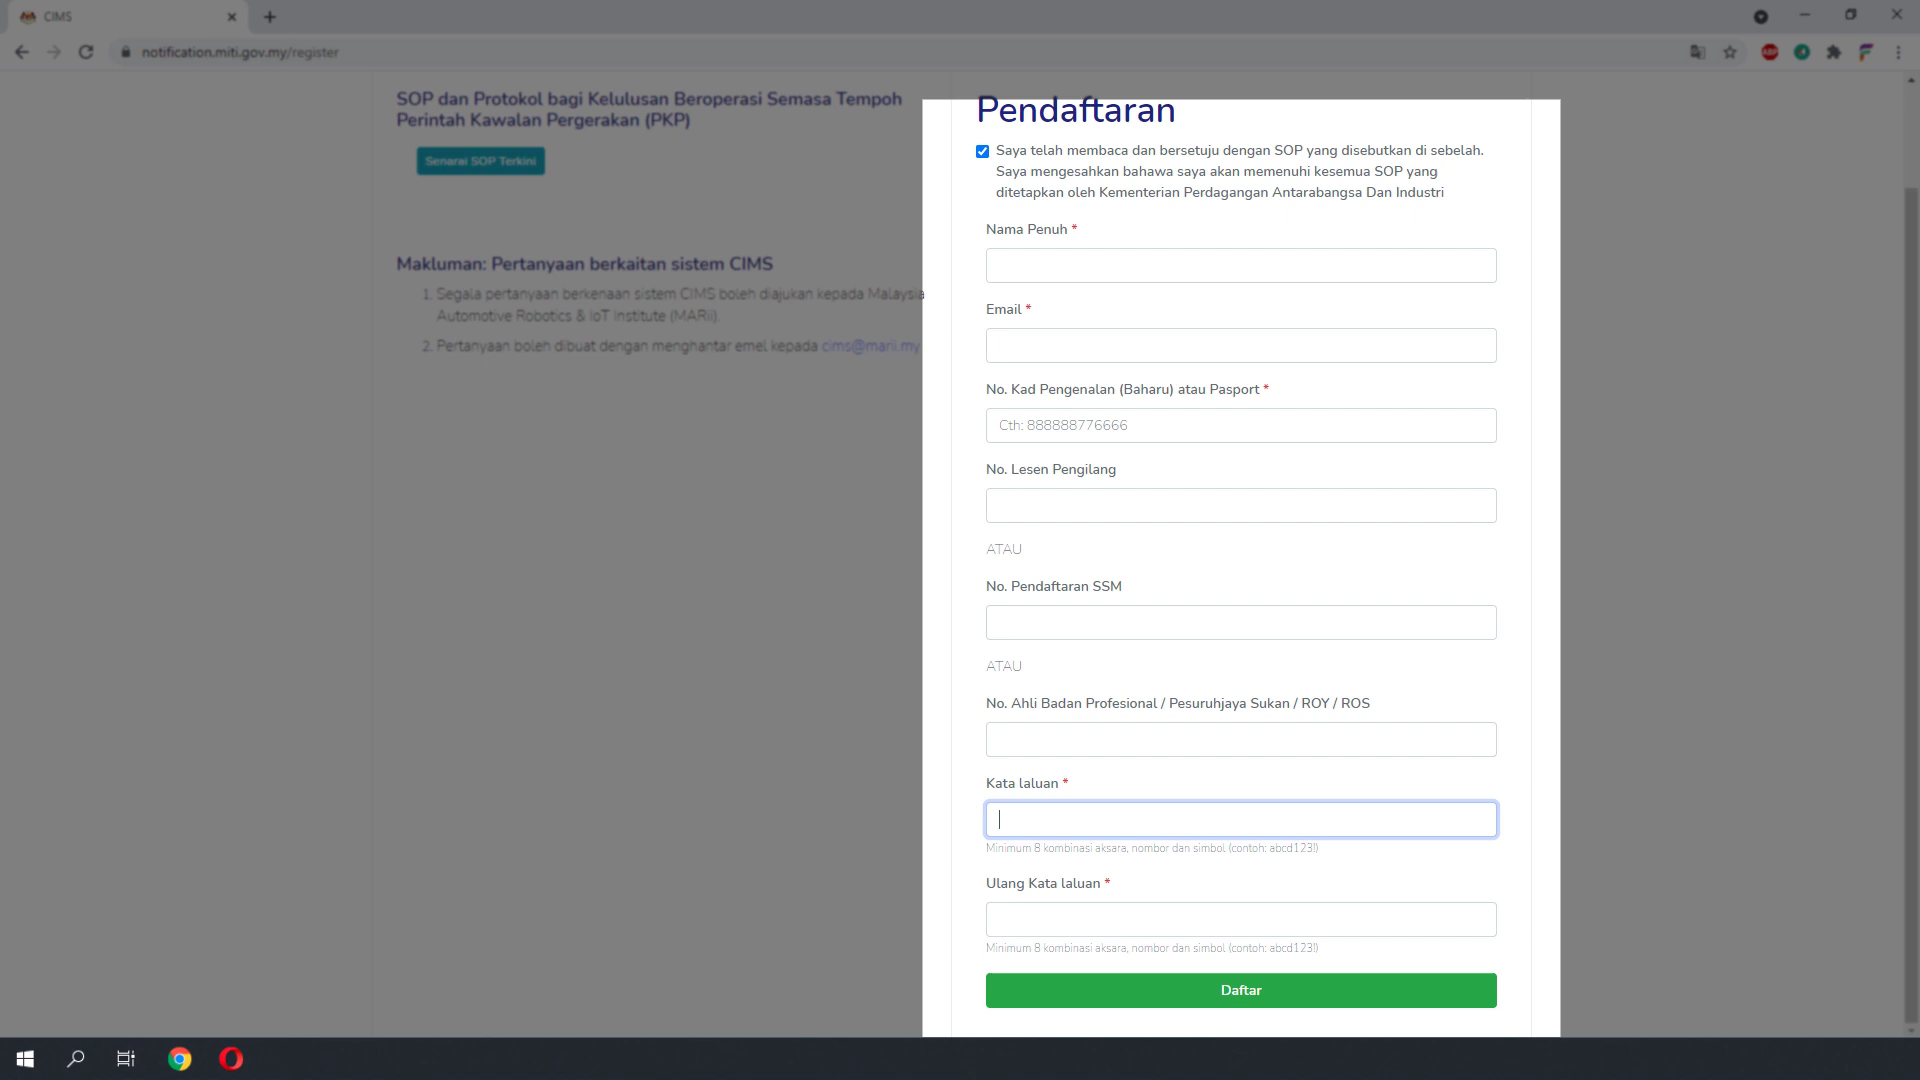 CIMS
notification.miti.gov.my/register
SOP dan Protokol bagi Kelulusan Beroperasi Semasa Tempoh
Perintah Kawalan Pergerakan (PKP)
Senarai SOP Terkini
Makluman: Pertanyaan berkaitan sistem CIMS
1. Segala pertanyaan berkenaan sistem CIMS boleh diajukan kepada Malaysia
Automotive Robotics & IoT Institute (MARii).
2. Pertanyaan boleh dibuat dengan menghantar emel kepada cims@marii.my
Pendaftaran
Saya telah membaca dan bersetuju dengan SOP yang disebutkan di sebelah.
Saya mengesahkan bahawa saya akan memenuhi kesemua SOP yang
ditetapkan oleh Kementerian Perdagangan Antarabangsa Dan Industri
Nama Penuh *
Email *
No. Kad Pengenalan (Baharu) atau Pasport *
Cth: 888888776666
No. Lesen Pengilang
ATAU
No. Pendaftaran SSM
ATAU
No. Ahli Badan Profesional / Pesuruhjaya Sukan / ROY / ROS
Kata laluan *
Minimum 8 kombinasi aksara, nombor dan simbol (contoh: abcd123!)
Ulang Kata laluan *
Minimum 8 kombinasi aksara, nombor dan simbol (contoh: abcd123!)
Daftar